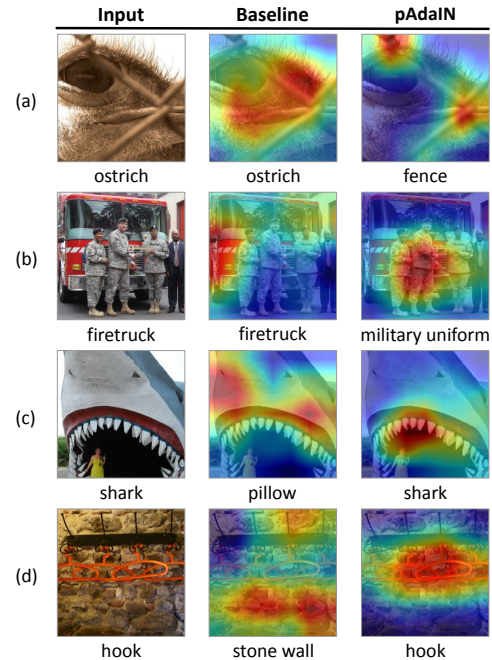 Input Baseline pAdaIN
(a)
ostrich ostrich fence
(b)
firetruck firetruck military uniform
(c)
shark pillow shark
(d)
hook stone wall hook